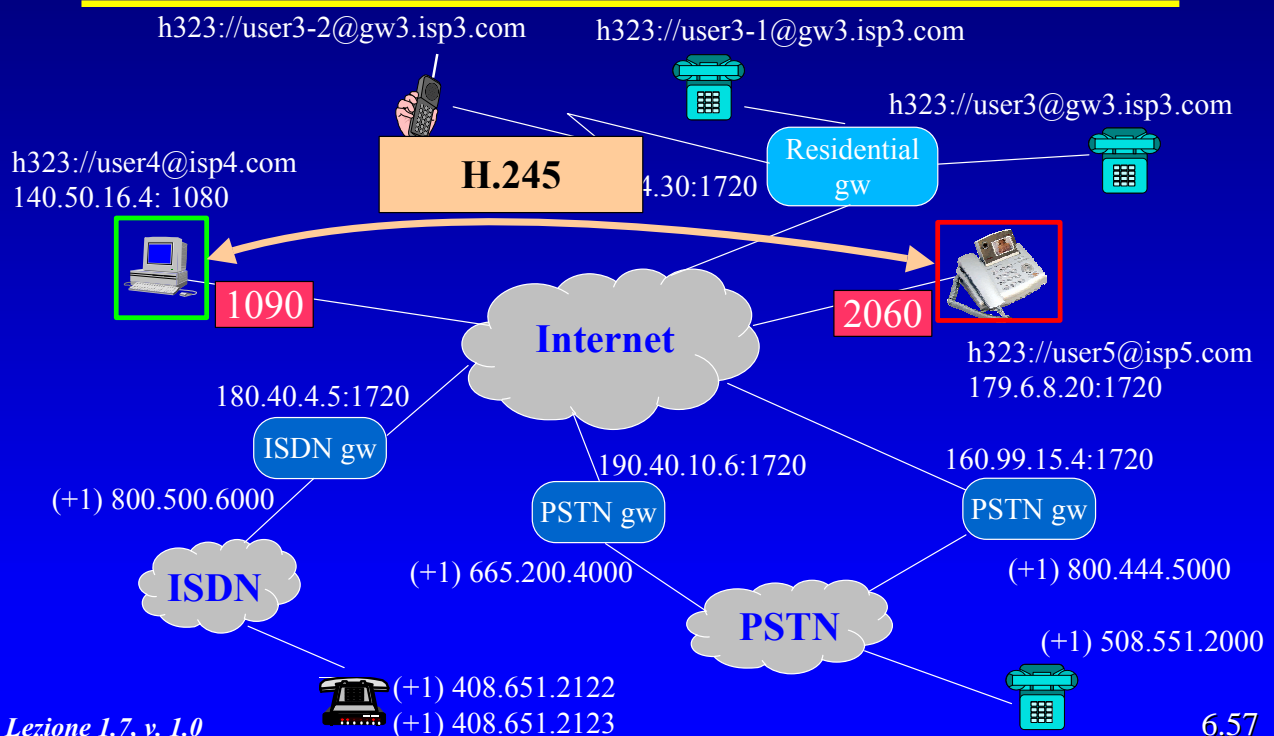 h323://user3-2@gw3.isp3.com
h323://user3-1@gw3.isp3.com
h323://user3@gw3.isp3.com
h323://user4@isp4.com
140.50.16.4: 1080
H.245
4.30:1720
Residential
gw
1090
2060
Internet
h323://user5@isp5.com
179.6.8.20:1720
180.40.4.5:1720
ISDN gw
190.40.10.6:1720
160.99.15.4:1720
(+1) 800.500.6000
PSTN gw
PSTN gw
(+1) 665.200.4000
(+1) 800.444.5000
ISDN
PSTN
(+1) 508.551.2000
(+1) 408.651.2122
(+1) 408.651.2123
Lezione 1.7, v. 1.0
6.57